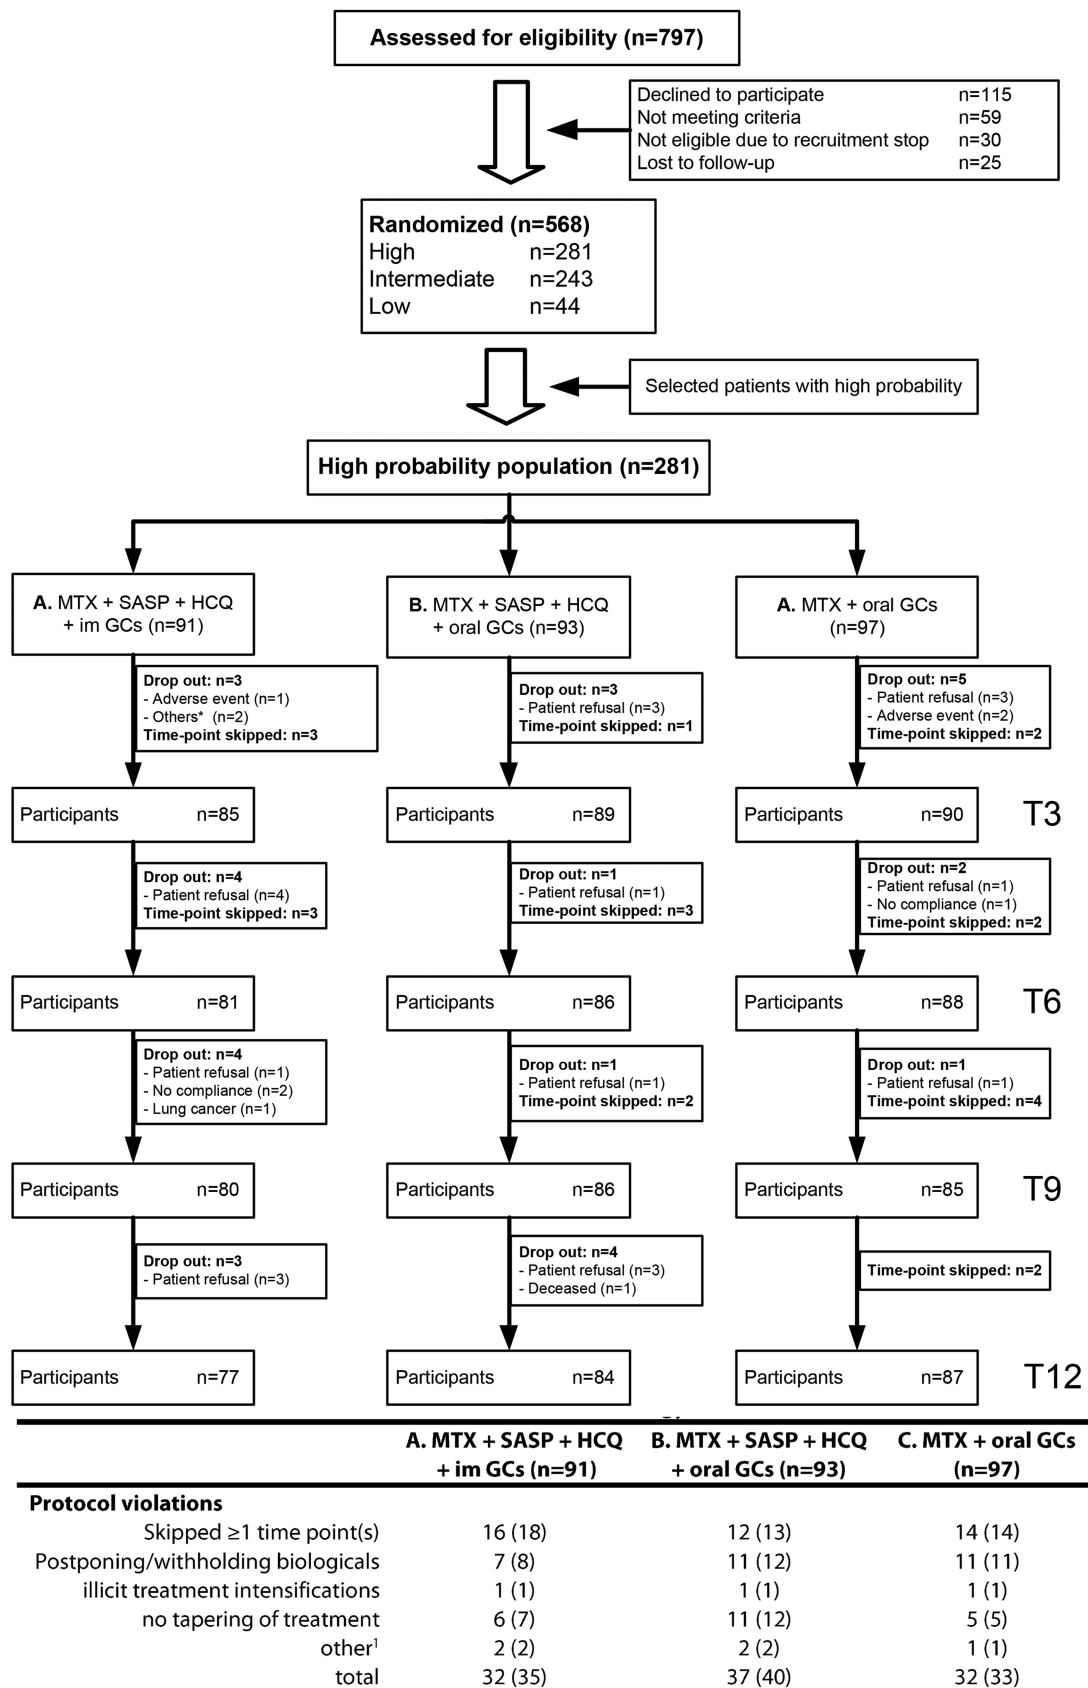 Assessed for eligibility (n=797)
Declined to participate n=115
Not meeting criteria n=59
Not eligible due to recruitment stop n=30
Lost to follow-up n=25
Randomized (n=568)
High n=281
Intermediate n=243
Low n=44
Selected patients with high probability
High probability population (n=281)
A. MTX + SASP + HCQ
+ im GCs (n=91)
B. MTX + SASP + HCQ
+ oral GCs (n=93)
A. MTX + oral GCs
(n=97)
Drop out: n=3
- Adverse event (n=1)
- Others* (n=2)
Time-point skipped: n=3
Drop out: n=3
- Patient refusal (n=3)
Time-point skipped: n=1
Drop out: n=5
- Patient refusal (n=3)
- Adverse event (n=2)
Time-point skipped: n=2
Participants n=85
Participants n=89
Participants n=90
T3
Drop out: n=4
- Patient refusal (n=4)
Time-point skipped: n=3
Drop out: n=1
- Patient refusal (n=1)
Time-point skipped: n=3
Drop out: n=2
- Patient refusal (n=1)
- No compliance (n=1)
Time-point skipped: n=2
Participants n=81
Participants n=86
Participants n=88
T6
Drop out: n=4
- Patient refusal (n=1)
- No compliance (n=2)
- Lung cancer (n=1)
Drop out: n=1
- Patient refusal (n=1)
Time-point skipped: n=2
Drop out: n=1
- Patient refusal (n=1)
Time-point skipped: n=4
Participants n=80
Participants n=86
Participants n=85
T9
Drop out: n=3
- Patient refusal (n=3)
Drop out: n=4
- Patient refusal (n=3)
- Deceased (n=1)
Time-point skipped: n=2
Participants n=77
Participants n=84
Participants n=87
T12
A. MTX + SASP + HCQ B. MTX + SASP + HCQ C. MTX + oral GCs
+ im GCs (n=91) + oral GCs (n=93) (n=97)
Protocol violations
Skipped ≥1 time point(s) 16 (18) 12 (13) 14 (14)
Postponing/withholding biologicals 7 (8) 11 (12) 11 (11)
illicit treatment intensifications 1 (1) 1 (1) 1 (1)
no tapering of treatment 6 (7) 11 (12) 5 (5)
other¹ 2 (2) 2 (2) 1 (1)
total 32 (35) 37 (40) 32 (33)